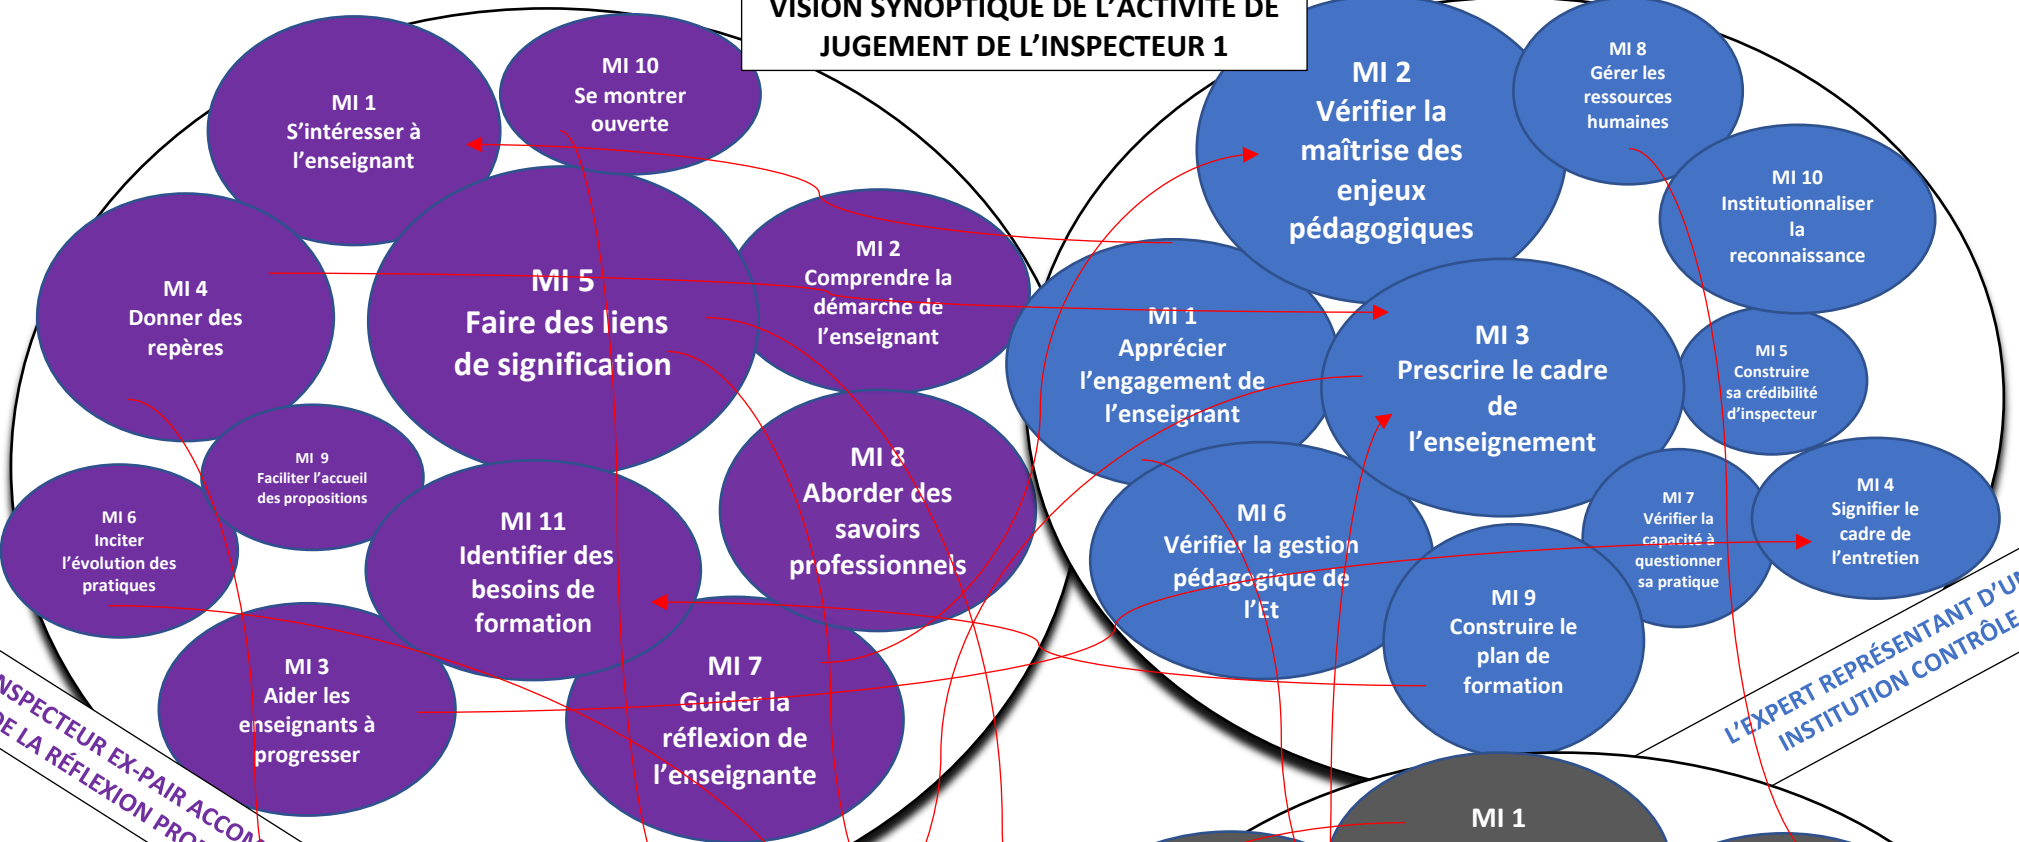 VISION SYNOPTIQUE DE L'ACTIVITÉ DE
JUGEMENT DE L'INSPECTEUR 1
MI 1
S'intéresser à
l'enseignant
MI 10
Se montrer
ouverte
MI 4
Donner des
repères
MI 5
Faire des liens
de signification
MI 2
Comprendre la
démarche de
l'enseignant
MI 9
Faciliter l'accueil
des propositions
MI 6
Inciter
l'évolution des
pratiques
MI 11
Identifier des
besoins de
formation
MI 8
Aborder des
savoirs
professionnels
MI 3
Aider les
enseignants à
progresser
MI 7
Guider la
réflexion de
l'enseignante
MI 2
Vérifier la
maîtrise des
enjeux
pédagogiques
MI 8
Gérer les
ressources
humaines
MI 10
Institutionnaliser
la
reconnaissance
MI 1
Apprécier
l'engagement de
l'enseignant
MI 3
Prescrire le cadre
de
l'enseignement
MI 5
Construire
sa crédibilité
d'inspecteur
MI 6
Vérifier la gestion
pédagogique de
l'Et
MI 7
Vérifier la
capacité à
questionner
sa pratique
MI 4
Signifier le
cadre de
l'entretien
MI 9
Construire le
plan de
formation
EX-PAIR
DE LA RÉFLEXION
L'EXPERT REPRÉSENTANT
INSTITUTION CONTRÔLE
MI 1